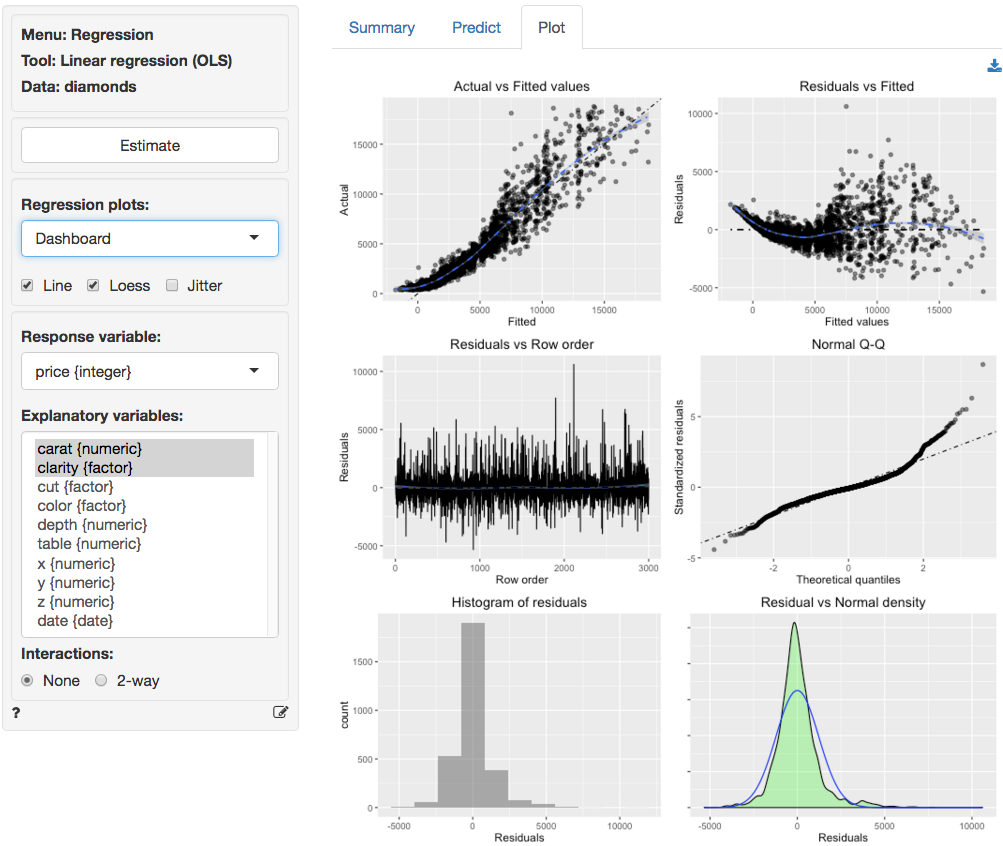 Menu: Regression
Tool: Linear regression (OLS)
Data: diamonds
Estimate
Regression plots:
Dashboard
Line Loess Jitter
Response variable:
price {integer}
Explanatory variables:
carat {numeric}
clarity {factor}
cut {factor}
color {factor}
depth {numeric}
table {numeric}
x {numeric}
y {numeric}
z {numeric}
date {date}
Interactions:
None 2-way
?
Summary Predict Plot
Actual vs Fitted values
15000
10000
5000
0
Actual
0 5000 10000 15000
Fitted
Residuals vs Fitted
10000
5000
0
-5000
Residuals
0 5000 10000 15000
Fitted values
Residuals vs Row order
10000
5000
0
-5000
Residuals
0 1000 2000 3000
Row order
Normal Q-Q
5
0
-5
Standardized residuals
-2 0 2
Theoretical quantiles
Histogram of residuals
1500
1000
500
0
count
-5000 0 5000 10000
Residuals
Residual vs Normal density
-5000 0 5000 10000
Residuals